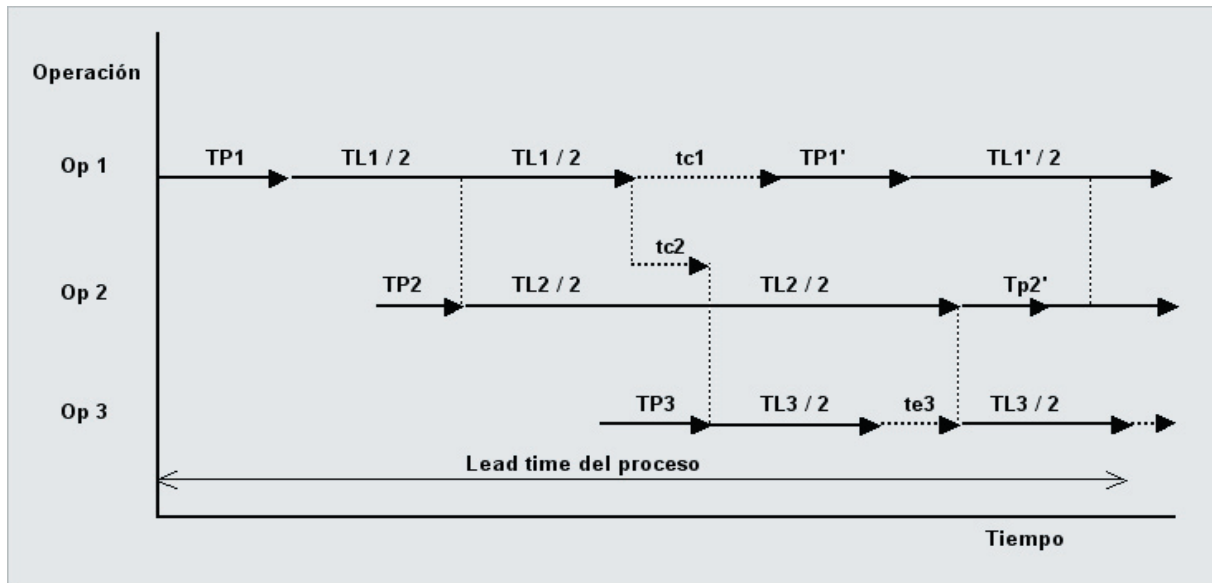 Operación
Op 1
TP1
TL1 / 2
TL1 / 2
tc1
TP1'
TL1' / 2
tc2
Op 2
TP2
TL2 / 2
TL2 / 2
Tp2'
Op 3
TP3
TL3 / 2
te3
TL3 / 2
Lead time del proceso
Tiempo